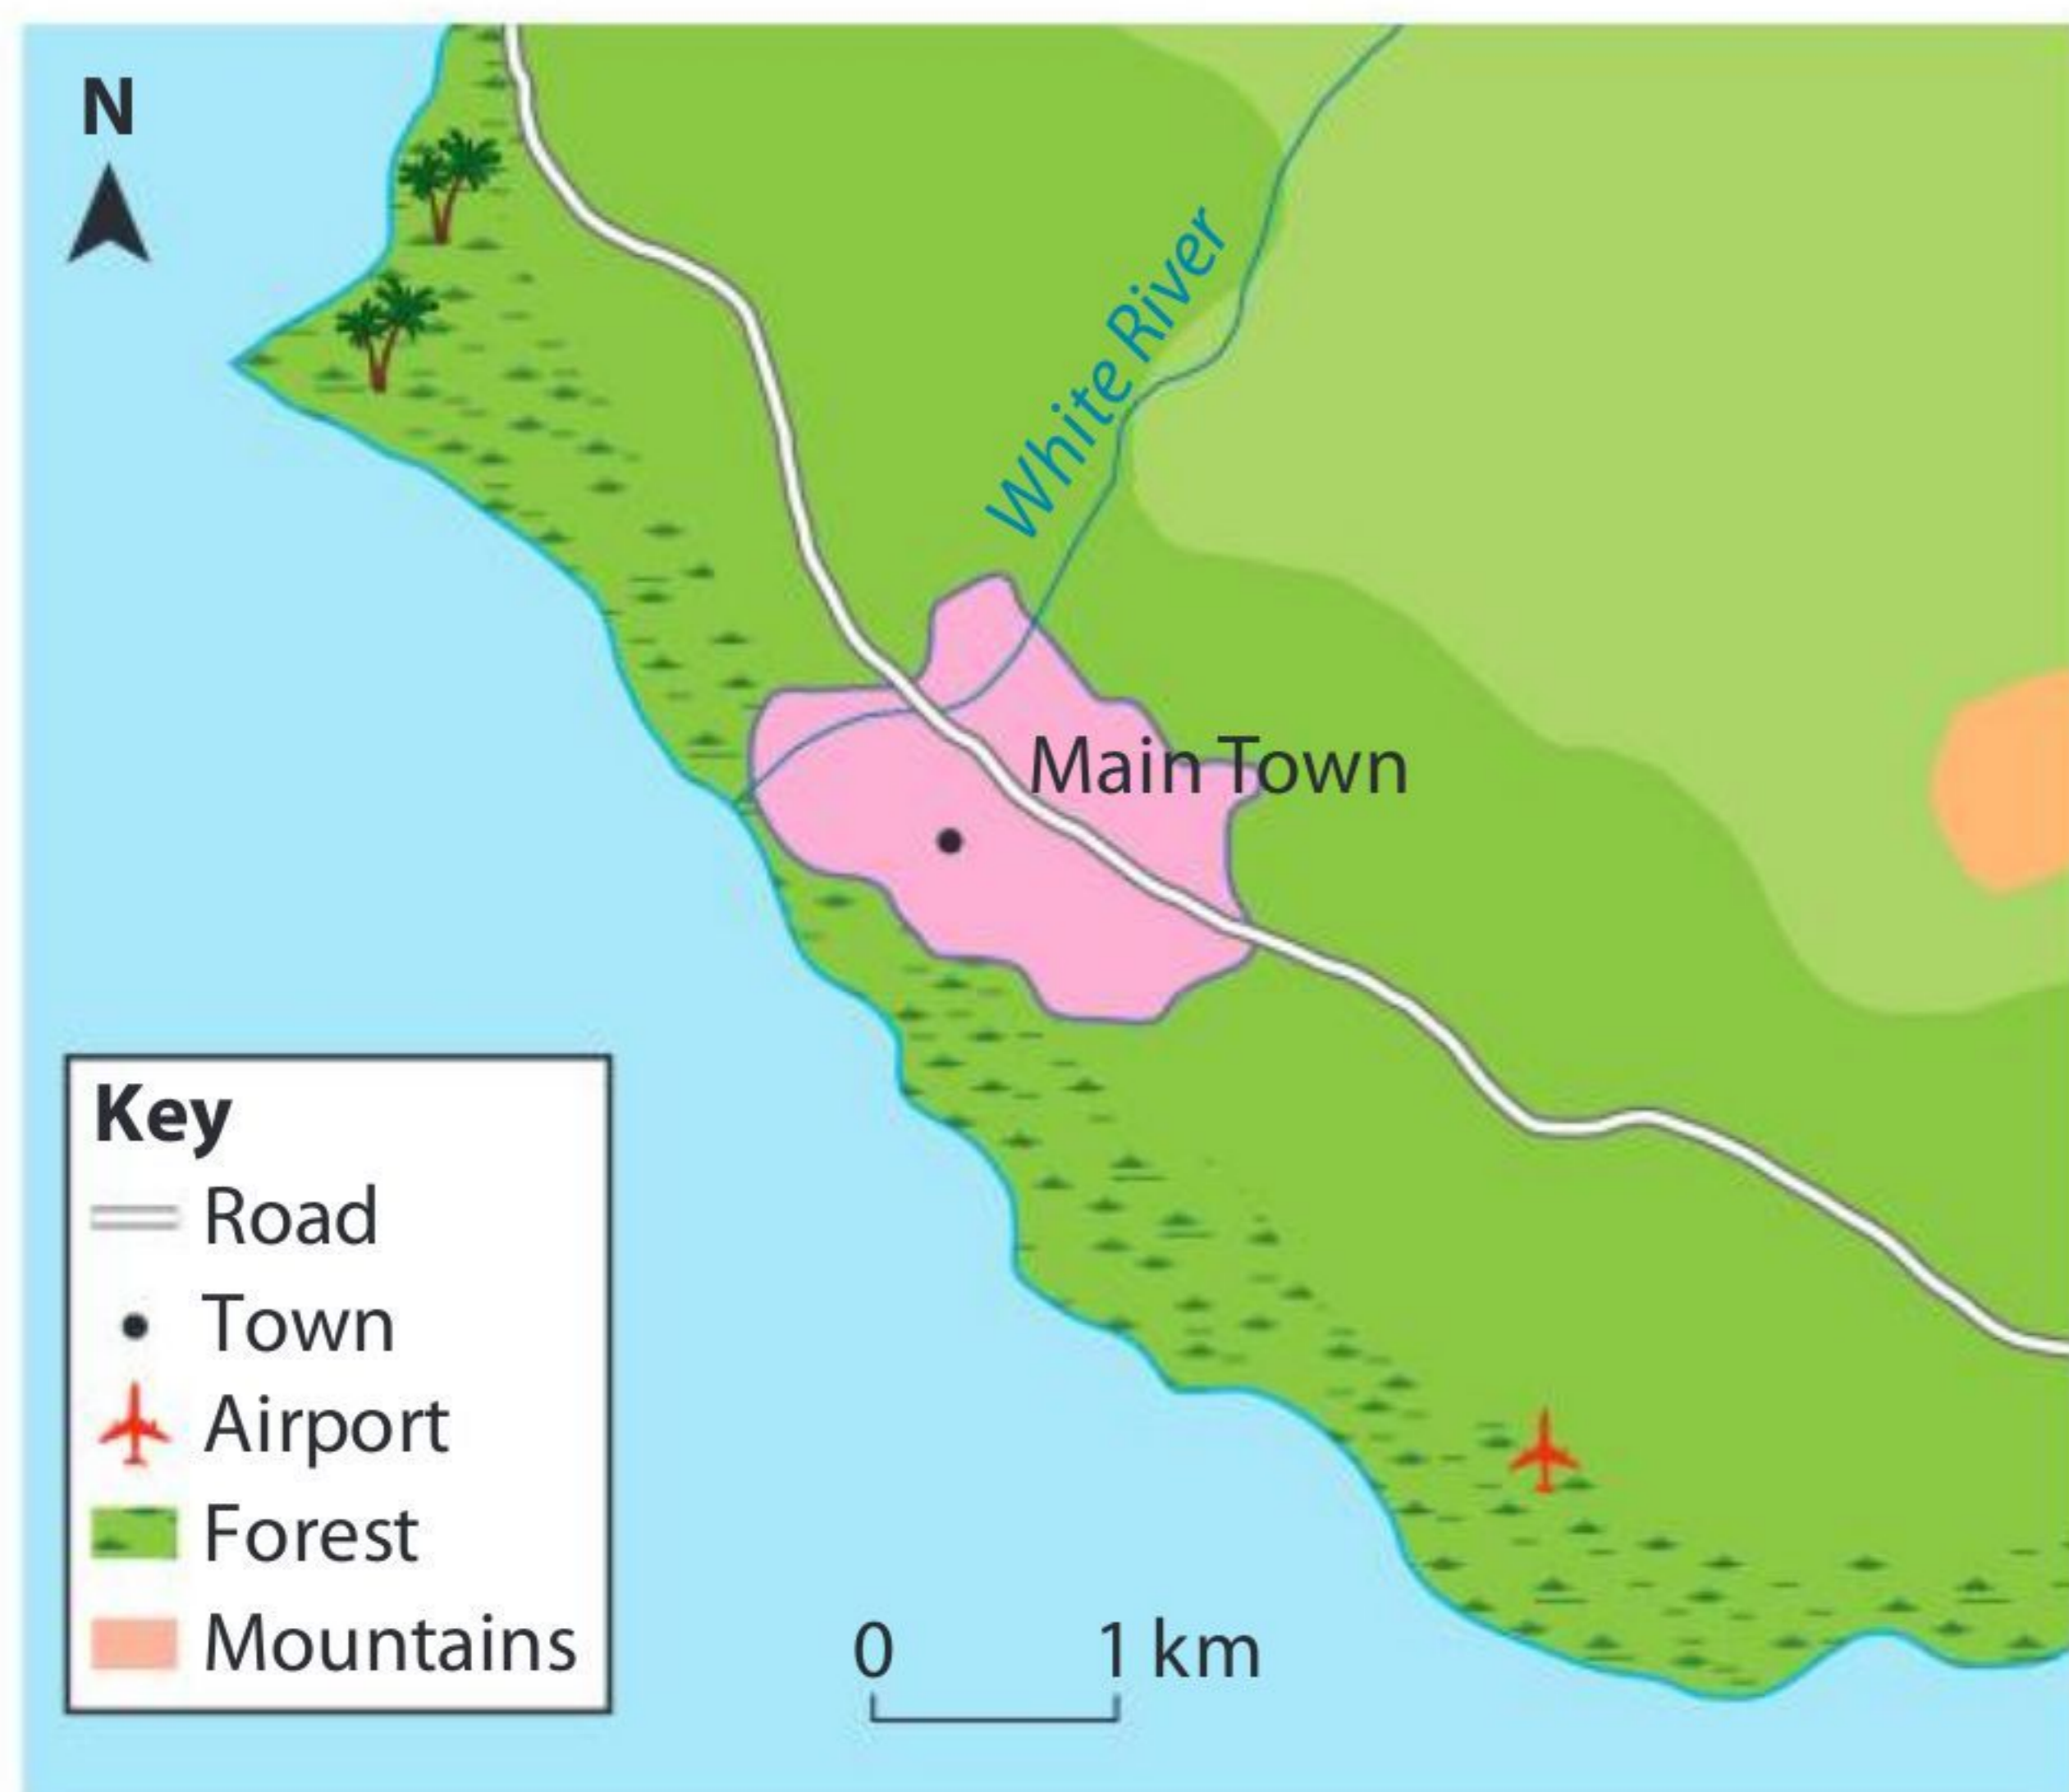 N
White River
Main Town
Key
Road
Town
Airport
Forest
Mountains
0 1 km